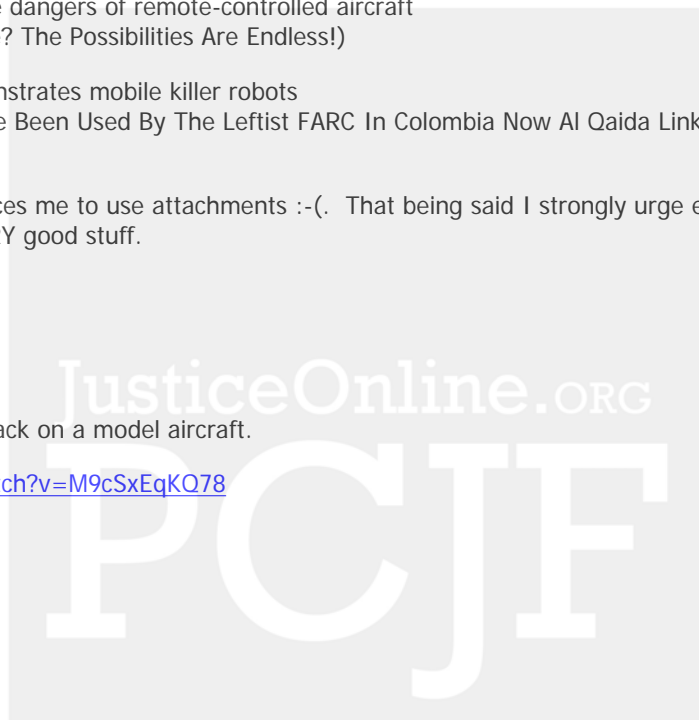 e dangers of remote-controlled aircraft
? The Possibilities Are Endless!)
nstrates mobile killer robots
e Been Used By The Leftist FARC In Colombia Now Al Qaida Link
ces me to use attachments :-(. That being said I strongly urge e
Y good stuff.
JusticeOnline.ORG
ack on a model aircraft.
ch?v=M9cSxEqKQ78
PCJF